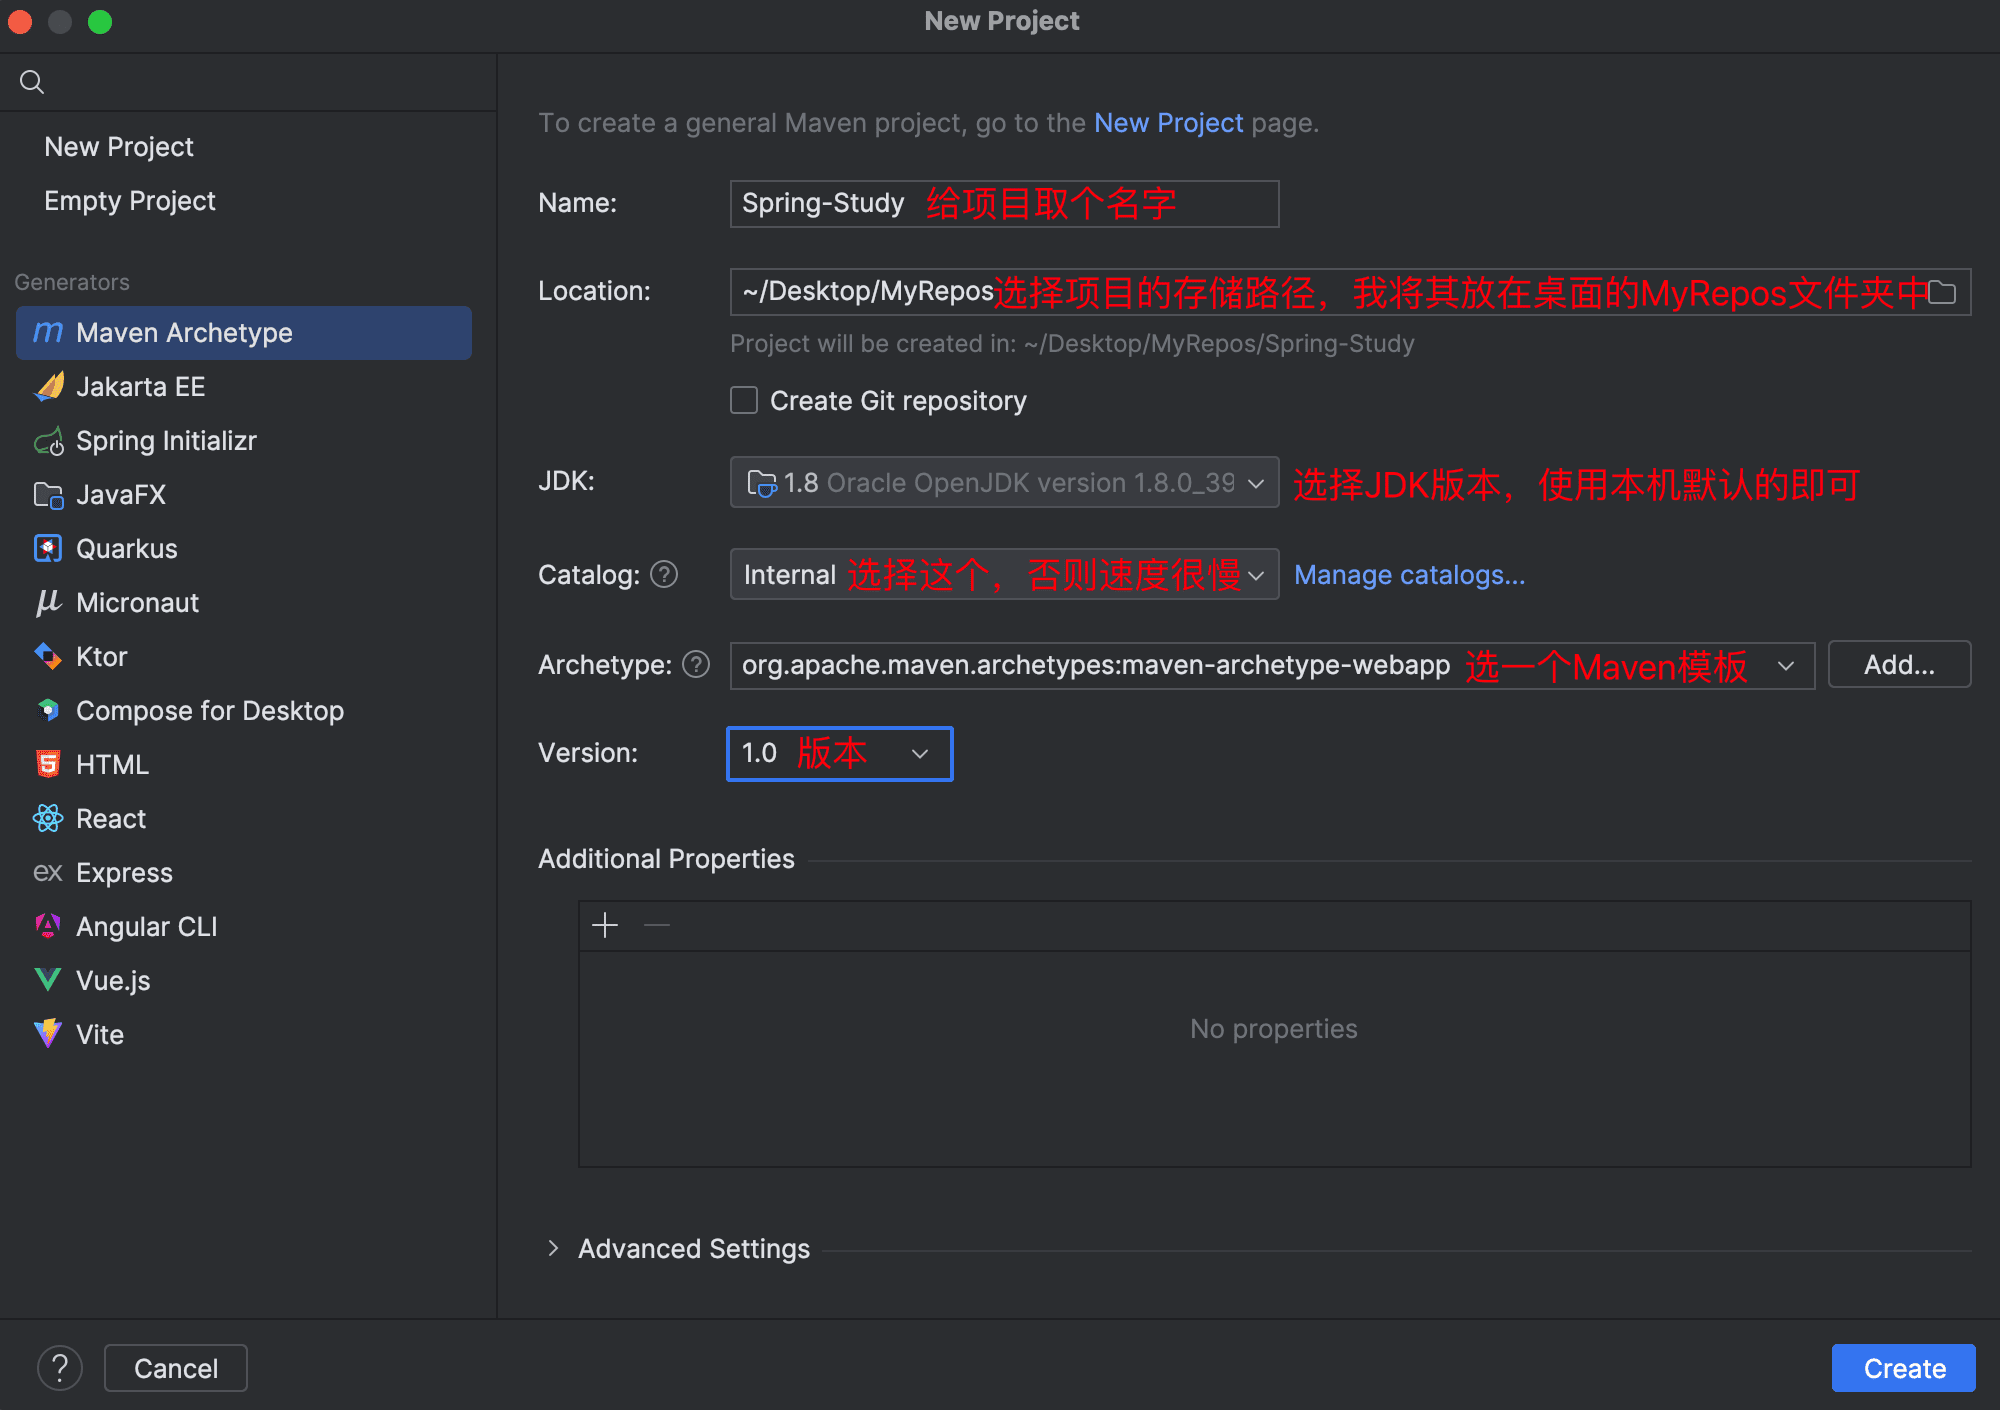 New Project
New Project
Empty Project
Generators
Maven Archetype
Jakarta EE
Spring Initializr
JavaFX
Quarkus
Micronaut
Ktor
Compose for Desktop
HTML
React
Express
Angular CLI
Vue.js
Vite
To create a general Maven project, go to the New Project page.
Name: Spring-Study 给项目取个名字
Location: ~/Desktop/MyRepos选择项目的存储路径，我将其放在桌面的MyRepos文件夹中
Project will be created in: ~/Desktop/MyRepos/Spring-Study
Create Git repository
JDK: 1.8 Oracle OpenJDK version 1.8.0_39 选择JDK版本，使用本机默认的即可
Catalog: ? Internal 选择这个，否则速度很慢 Manage catalogs...
Archetype: ? org.apache.maven.archetypes:maven-archetype-webapp 选一个Maven模板 Add...
Version: 1.0 版本
Additional Properties
No properties
Advanced Settings
? Cancel Create